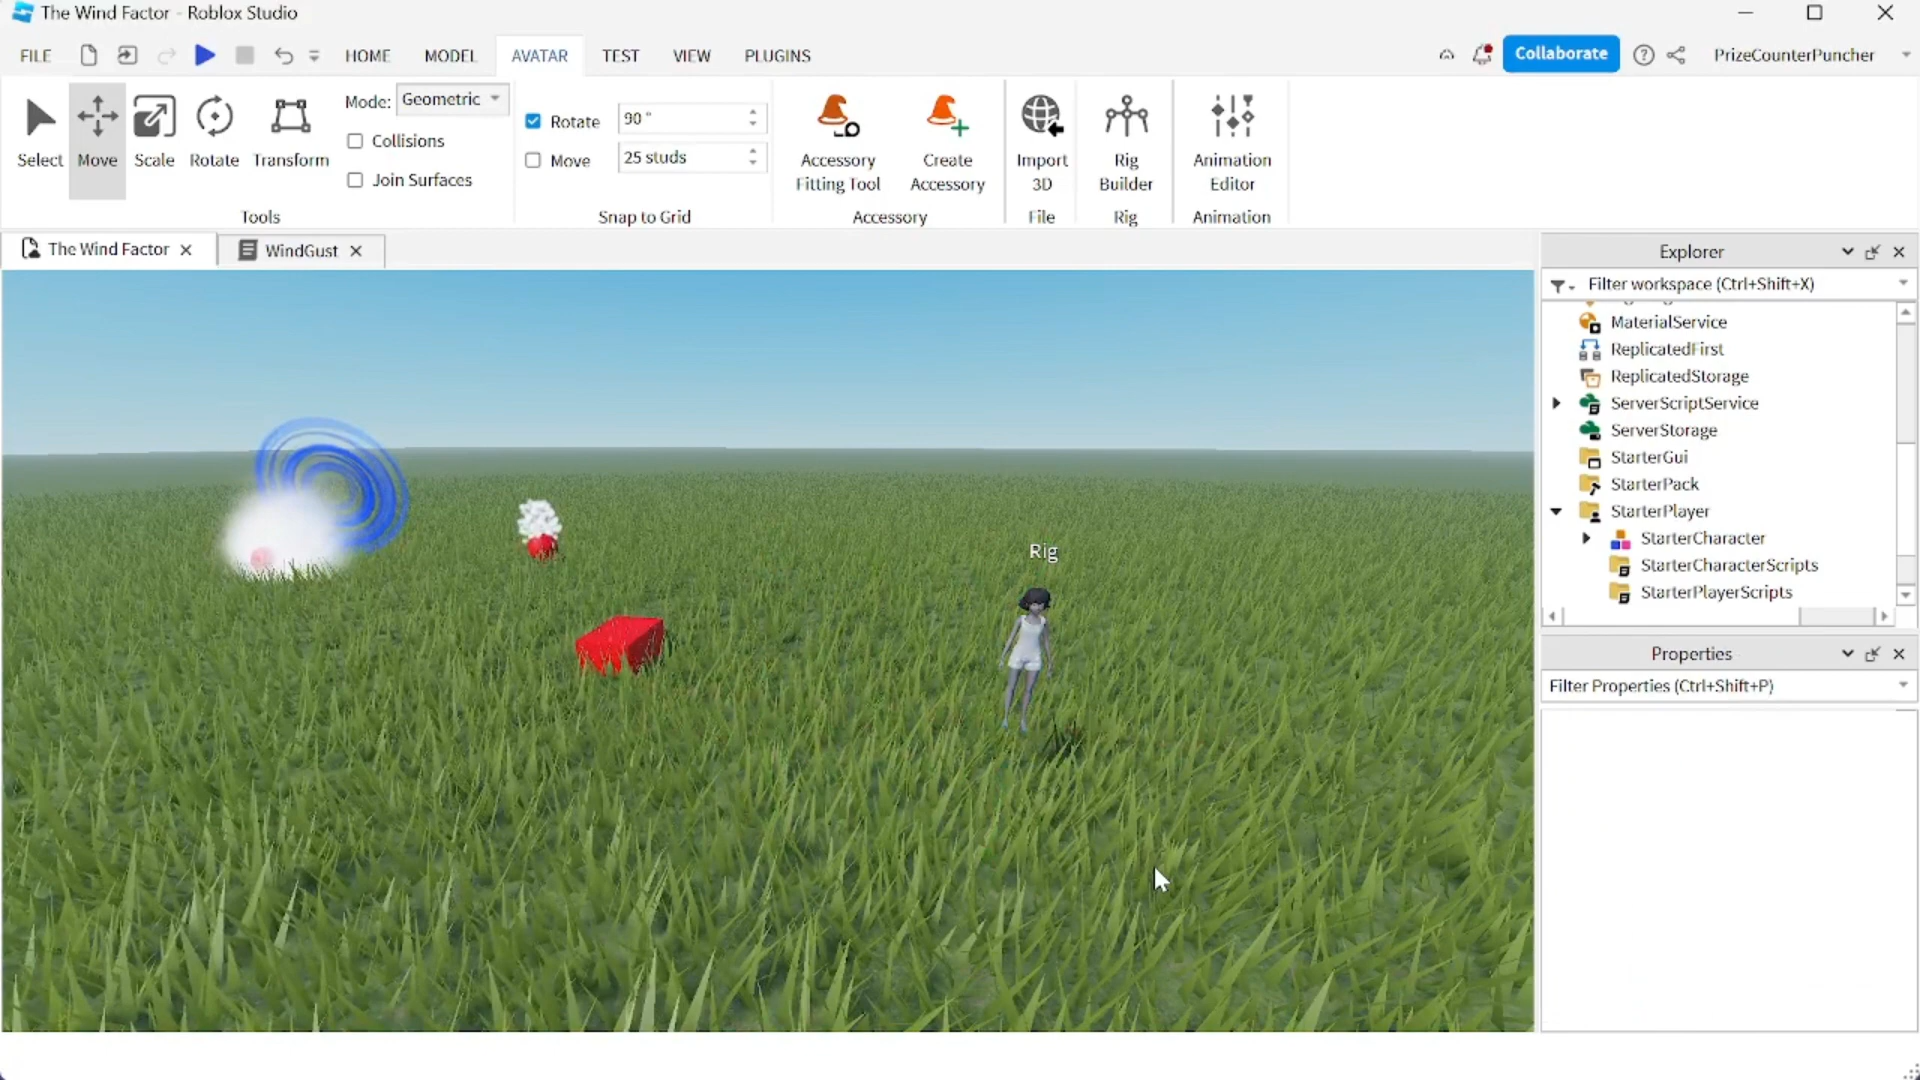 The Wind Factor - Roblox Studio
FILE HOME MODEL AVATAR TEST VIEW PLUGINS Collaborate PrizeCounterPuncher
Select Move Scale Rotate Transform
Mode: Geometric
Collisions
Join Surfaces
Tools
Rotate 90 °
Move 25 studs
Snap to Grid
Accessory
Fitting Tool
Create
Accessory
Accessory
Import
3D
File
Rig
Builder
Rig
Animation
Editor
Animation
The Wind Factor
WindGust
Rig
Explorer
Filter workspace (Ctrl+Shift+X)
MaterialService
ReplicatedFirst
ReplicatedStorage
ServerScriptService
ServerStorage
StarterGui
StarterPack
StarterPlayer
StarterCharacter
StarterCharacterScripts
StarterPlayerScripts
Properties
Filter Properties (Ctrl+Shift+P)